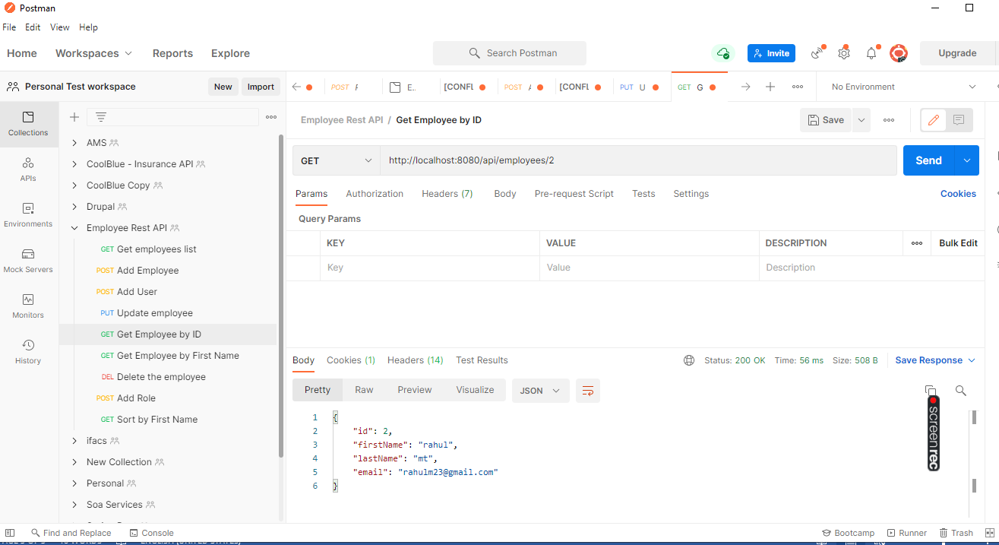 Postman
File Edit View Help
Home Workspaces Reports Explore Search Postman Invite Upgrade
Personal Test workspace New Import
POST E.. [CONFL POST [CONFL PUT U GET G No Environment
Collections
APIs
Environments
Mock Servers
Monitors
History
AMS
CoolBlue - Insurance API
CoolBlue Copy
Drupal
Employee Rest API
GET Get employees list
POST Add Employee
POST Add User
PUT Update employee
GET Get Employee by ID
GET Get Employee by First Name
DEL Delete the employee
POST Add Role
GET Sort by First Name
ifacs
New Collection
Personal
Soa Services
Employee Rest API / Get Employee by ID Save
GET http://localhost:8080/api/employees/2 Send
Params Authorization Headers (7) Body Pre-request Script Tests Settings Cookies
Query Params
KEY VALUE DESCRIPTION Bulk Edit
Key Value Description
Body Cookies (1) Headers (14) Test Results Status: 200 OK Time: 56 ms Size: 508 B Save Response
Pretty Raw Preview Visualize JSON
1 {
2 "id": 2,
3 "firstName": "rahul",
4 "lastName": "mt",
5 "email": "rahulm23@gmail.com"
6 }
screenrec
Find and Replace Console Bootcamp Runner Trash